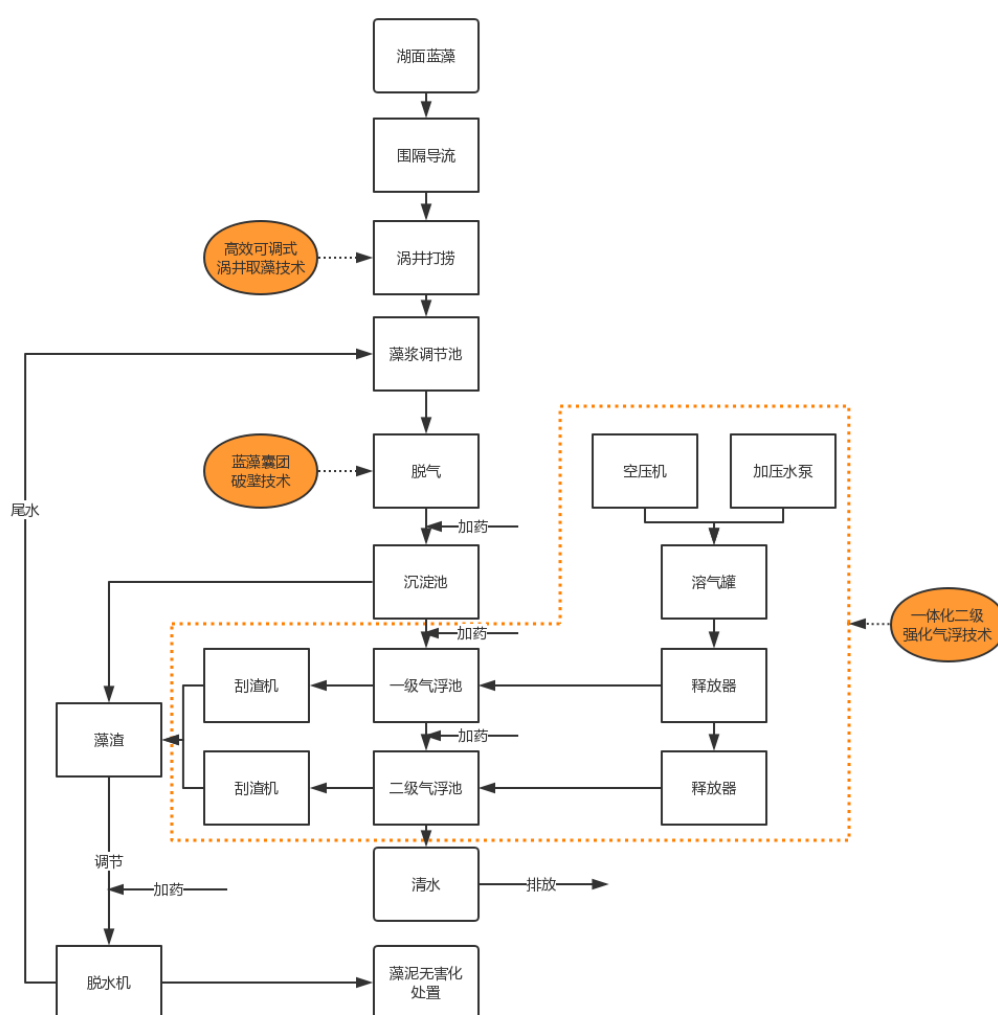 湖面蓝藻
围隔导流
高效可调式
涡井取藻技术
涡井打捞
藻浆调节池
蓝藻囊团
破壁技术
脱气
空压机
加压水泵
尾水
加药
沉淀池
溶气罐
一体化二级
强化气浮技术
加药
刮渣机
一级气浮池
释放器
藻渣
加药
刮渣机
二级气浮池
释放器
调节
加药
清水
排放
脱水机
藻泥无害化
处置